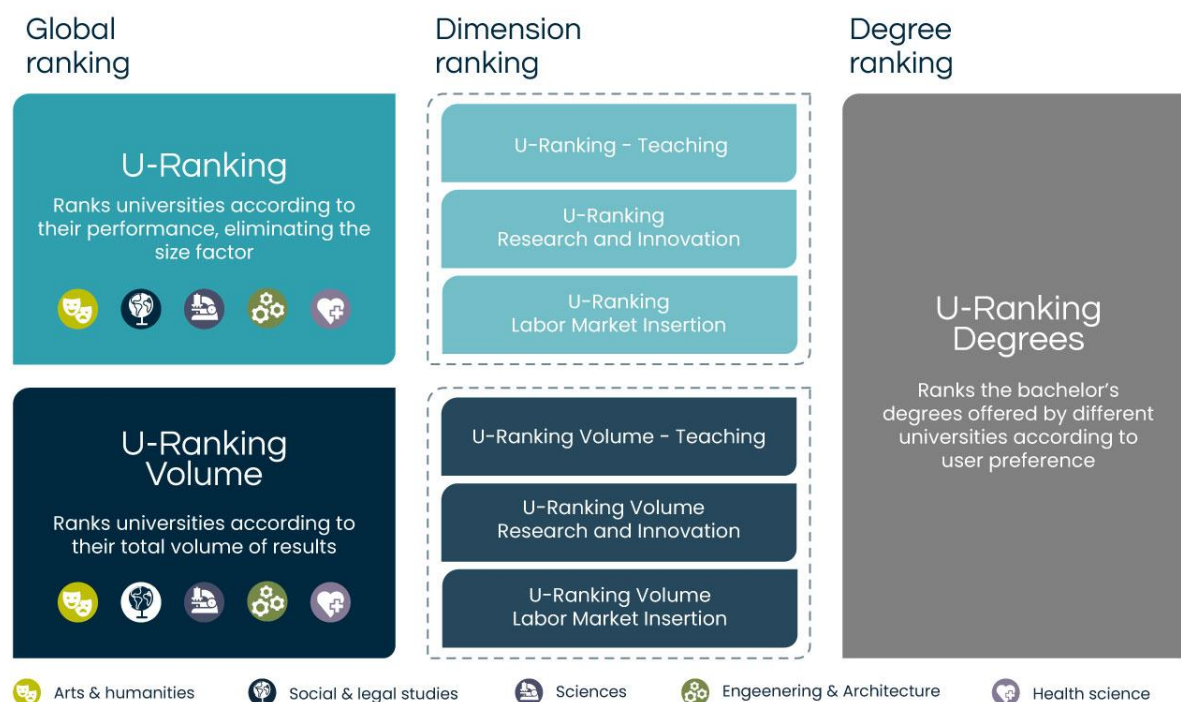 Global
ranking
Dimension
ranking
Degree
ranking
U-Ranking
Ranks universities according to
their performance, eliminating the
size factor
U-Ranking - Teaching
U-Ranking
Research and Innovation
U-Ranking
Labor Market Insertion
U-Ranking
Volume
Ranks universities according to
their total volume of results
U-Ranking Volume - Teaching
U-Ranking Volume
Research and Innovation
U-Ranking Volume
Labor Market Insertion
U-Ranking
Degrees
Ranks the bachelor’s
degrees offered by different
universities according to
user preference
Arts & humanities
Social & legal studies
Sciences
Engeenering & Architecture
Health science